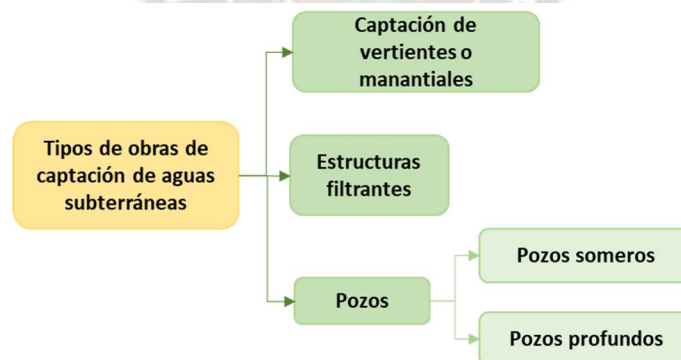 Captación de
vertientes o
manantiales
Tipos de obras de
captación de aguas
subterráneas
Estructuras
filtrantes
Pozos
Pozos someros
Pozos profundos